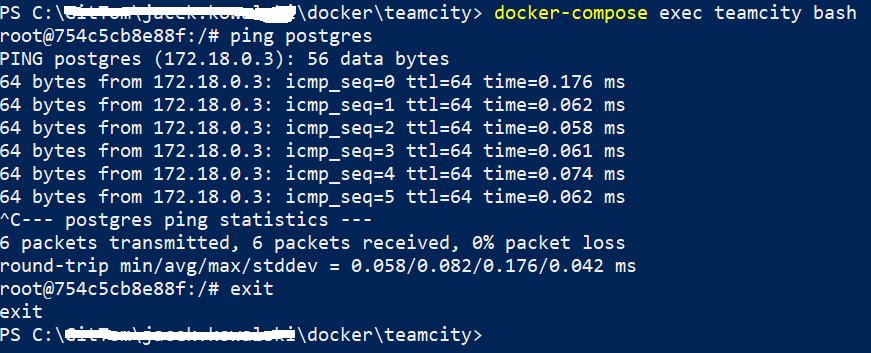 PS C:\ \docker\teamcity> docker-compose exec teamcity bash
root@754c5cb8e88f:/# ping postgres
PING postgres (172.18.0.3): 56 data bytes
64 bytes from 172.18.0.3: icmp_seq=0 ttl=64 time=0.176 ms
64 bytes from 172.18.0.3: icmp_seq=1 ttl=64 time=0.062 ms
64 bytes from 172.18.0.3: icmp_seq=2 ttl=64 time=0.058 ms
64 bytes from 172.18.0.3: icmp_seq=3 ttl=64 time=0.061 ms
64 bytes from 172.18.0.3: icmp_seq=4 ttl=64 time=0.074 ms
64 bytes from 172.18.0.3: icmp_seq=5 ttl=64 time=0.062 ms
^C--- postgres ping statistics ---
6 packets transmitted, 6 packets received, 0% packet loss
round-trip min/avg/max/stddev = 0.058/0.082/0.176/0.042 ms
root@754c5cb8e88f:/# exit
exit
PS C:\ \docker\teamcity>